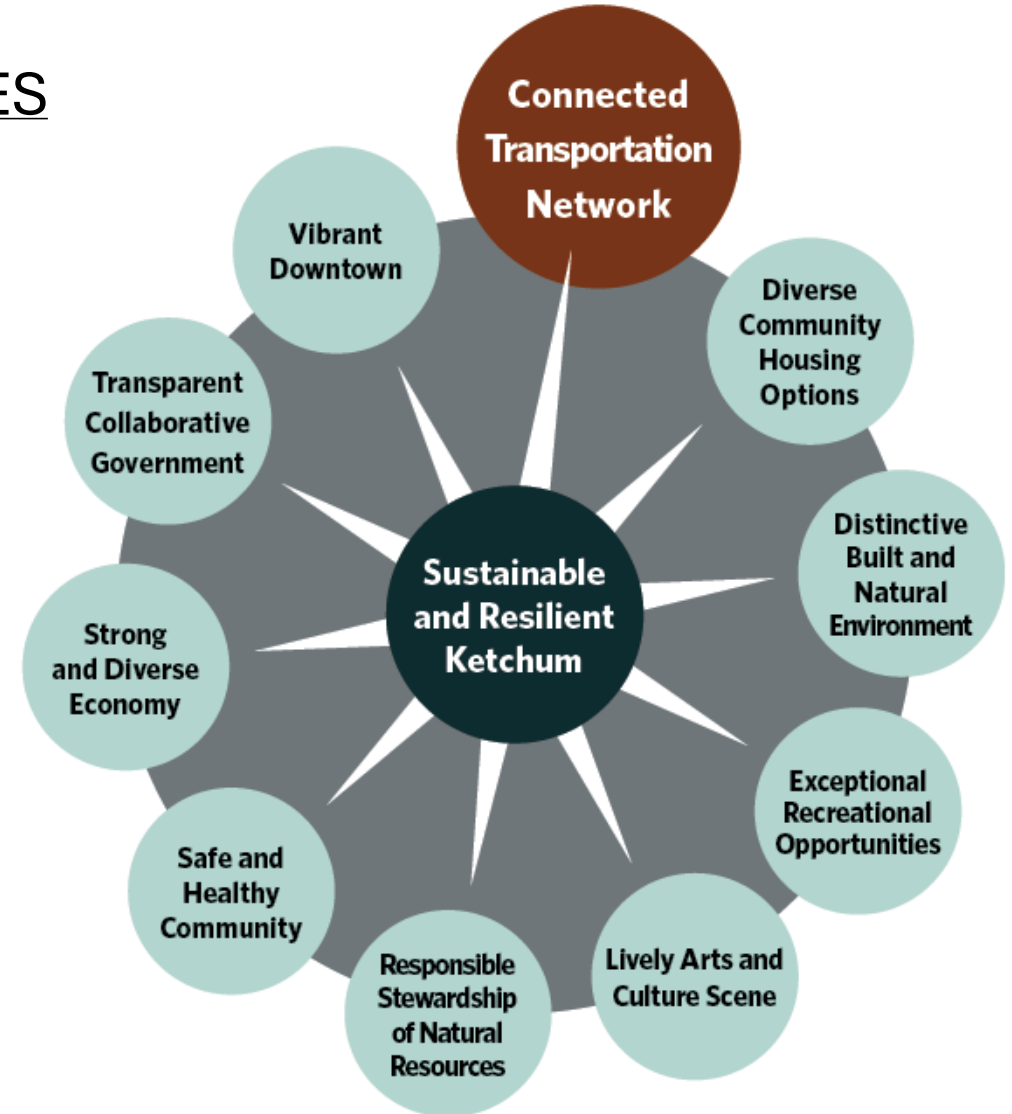 ES
Connected
Transportation
Network
Vibrant
Downtown
Diverse
Community
Housing
Options
Transparent
Collaborative
Government
Distinctive
Built and
Natural
Environment
Sustainable
and Resilient
Ketchum
Strong
and Diverse
Economy
Exceptional
Recreational
Opportunities
Safe and
Healthy
Community
Lively Arts and
Culture Scene
Responsible
Stewardship
of Natural
Resources